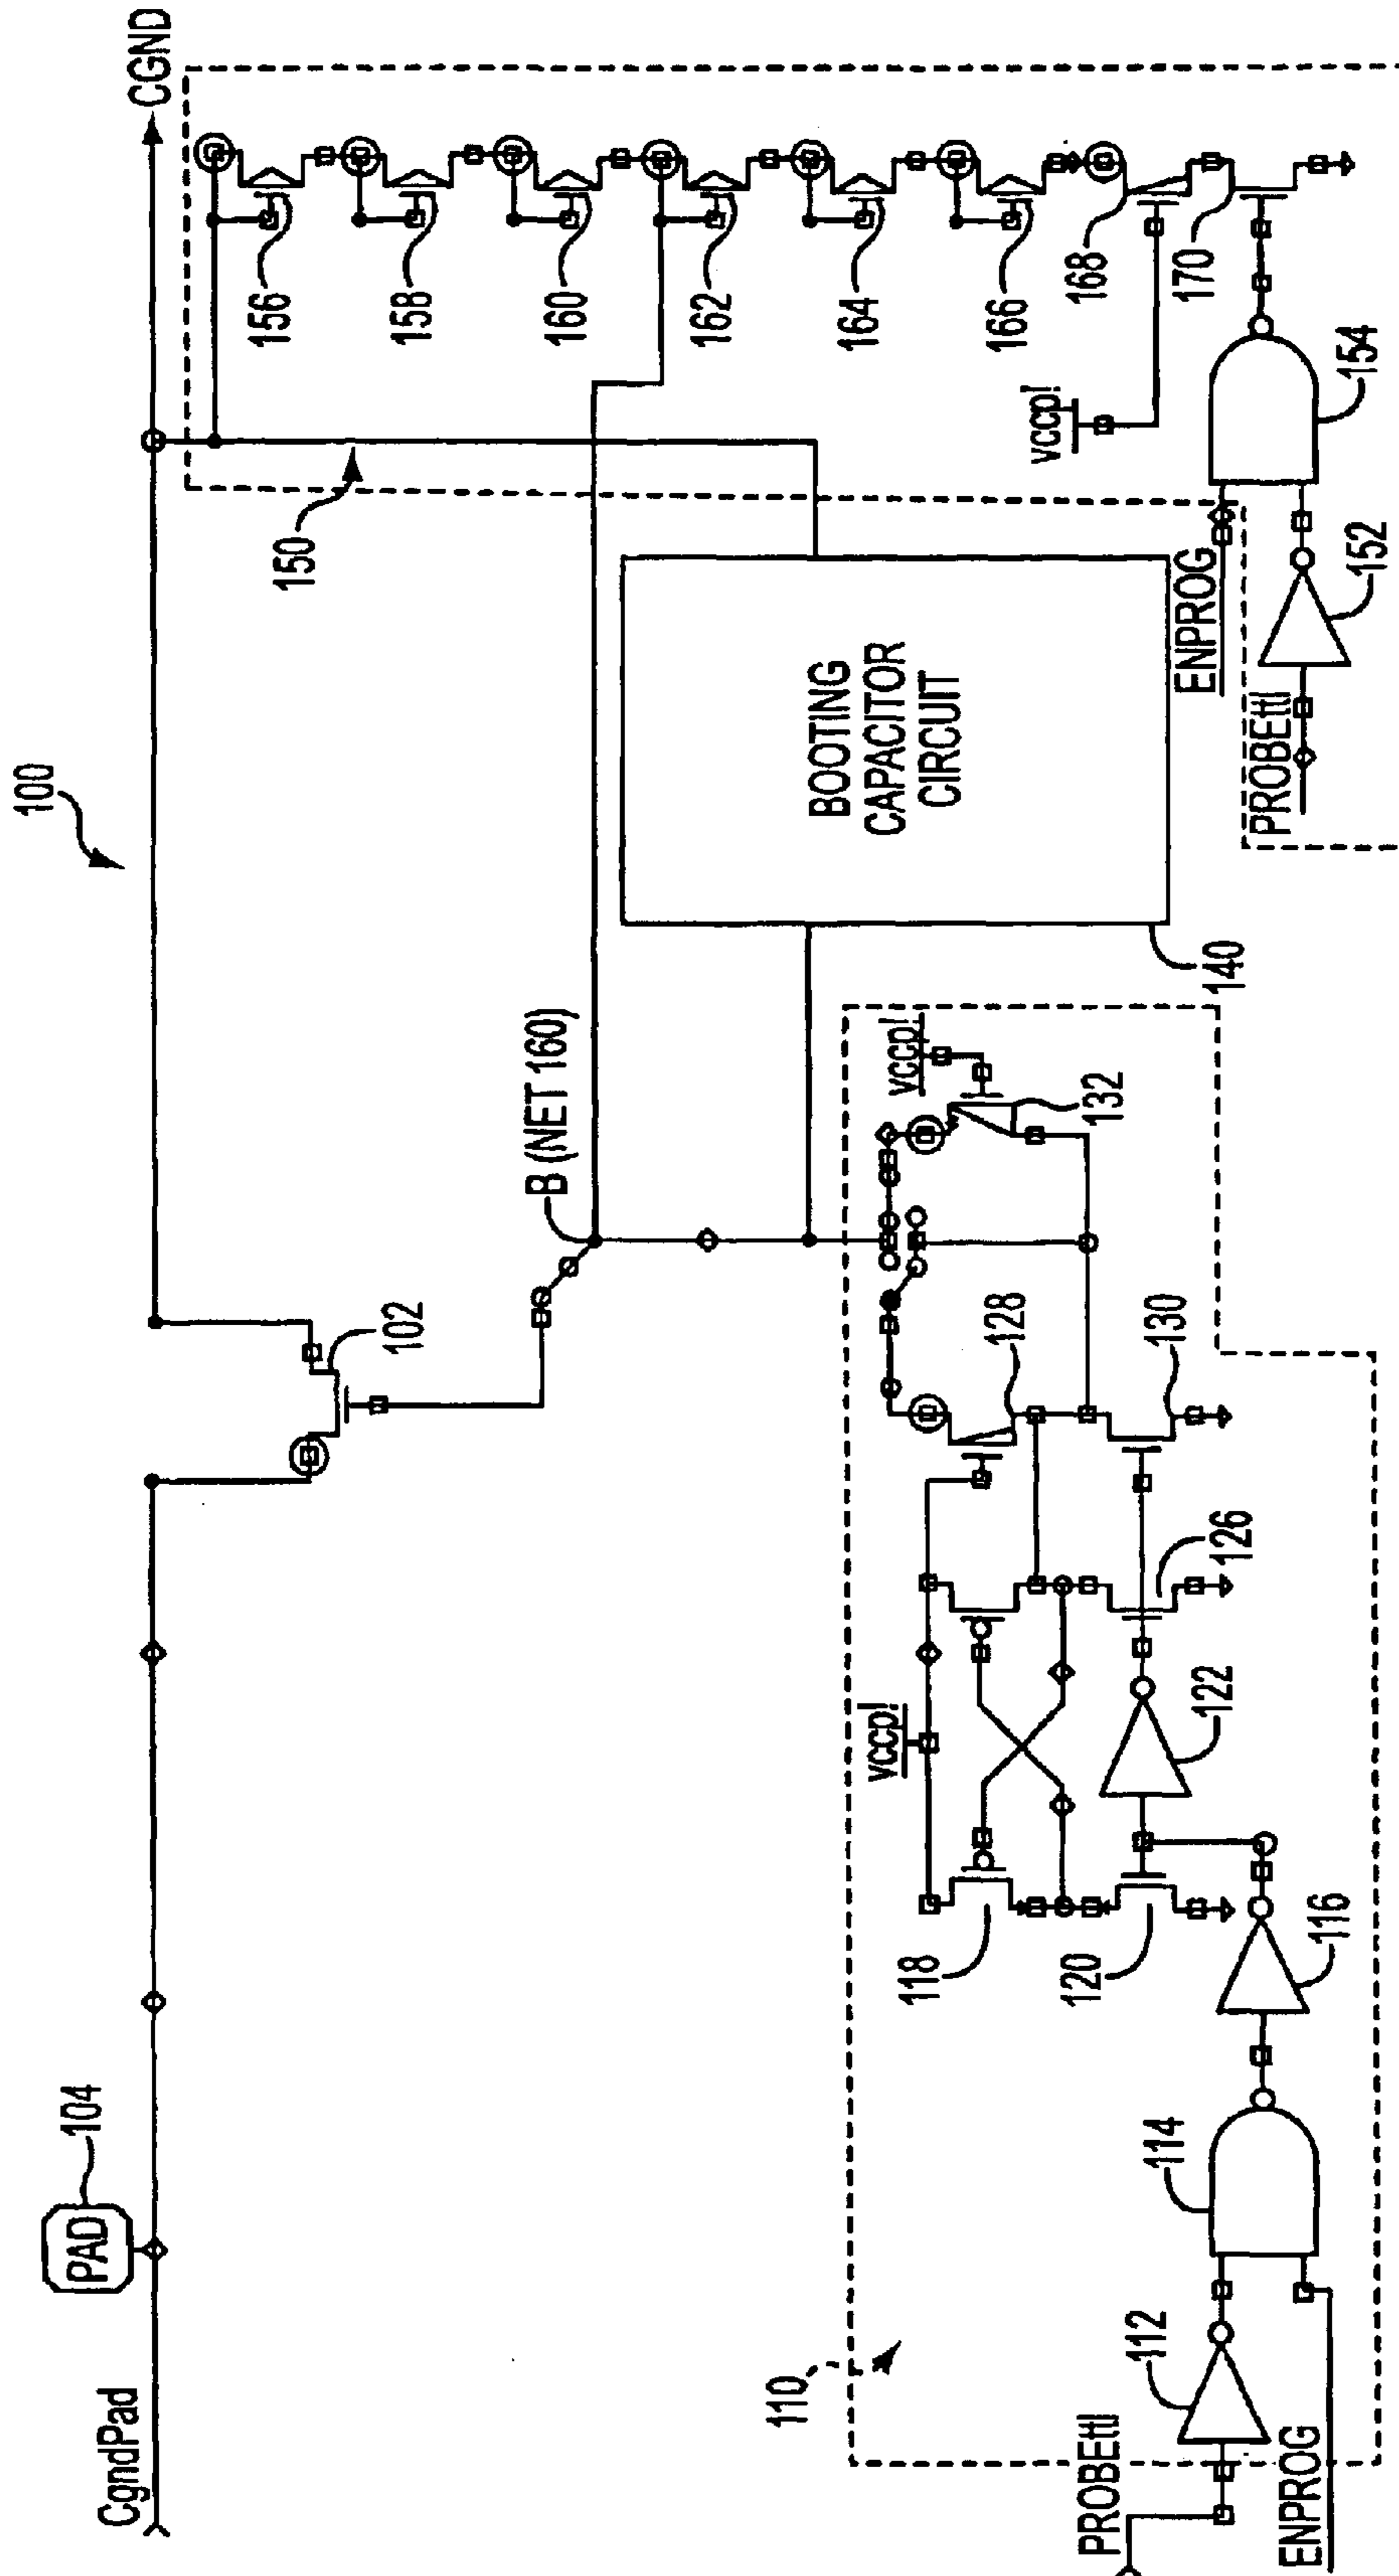 100
CgndPad
PAD
104
CGND
102
B (NET 160)
150
156
158
160
162
164
166
168
170
vccp!
BOOTING
CAPACITOR
CIRCUIT
140
ENPROG
PROBEttl
152
154
110
vccp!
vccp!
118
120
122
126
128
130
132
PROBEttl
ENPROG
112
114
116